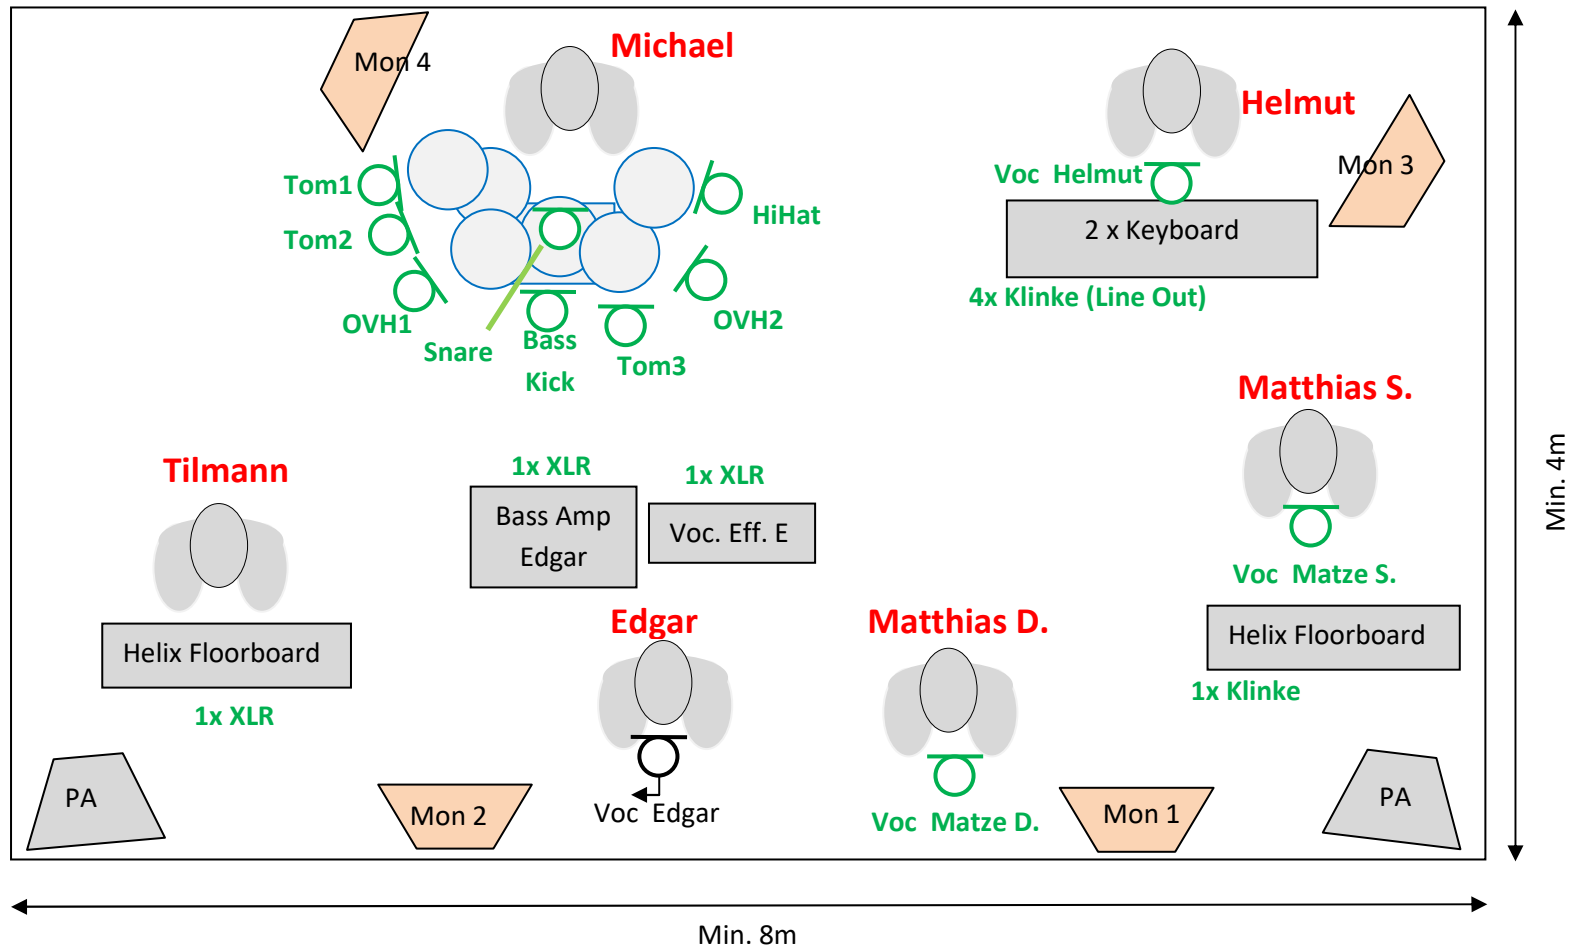 Michael
Mon 4
Helmut
Mon 3
Voc Helmut
Tom1
HiHat
Tom2
2 x Keyboard
4x Klinke (Line Out)
OVH1
OVH2
Snare
Bass
Kick
Tom3
Matthias S.
Min. 4m
Tilmann
1x XLR
1x XLR
Bass Amp
Edgar
Voc. Eff. E
Voc Matze S.
Edgar
Matthias D.
Helix Floorboard
Helix Floorboard
1x XLR
1x Klinke
PA
Mon 2
Voc Edgar
Voc Matze D.
Mon 1
PA
Min. 8m